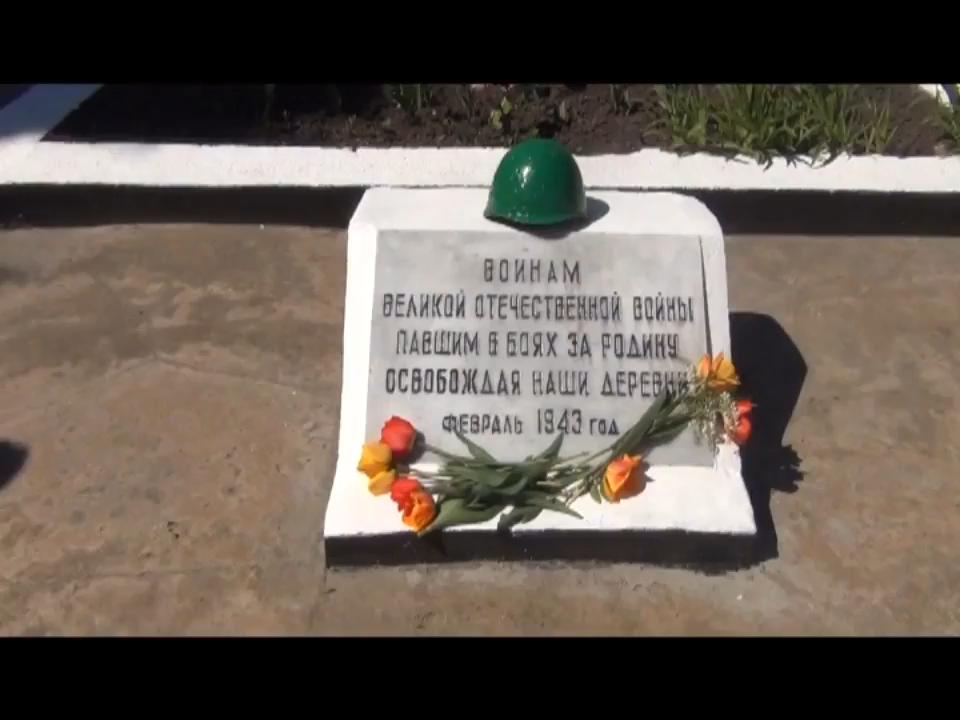 ВОИНАМ
ВЕЛИКОЙ ОТЕЧЕСТВЕННОЙ ВОЙНЫ
ПАВШИМ В БОЯХ ЗА РОДИНУ
ОСВОБОЖДАЯ НАШИ ДЕРЕВНИ
ФЕВРАЛЬ 1943 год